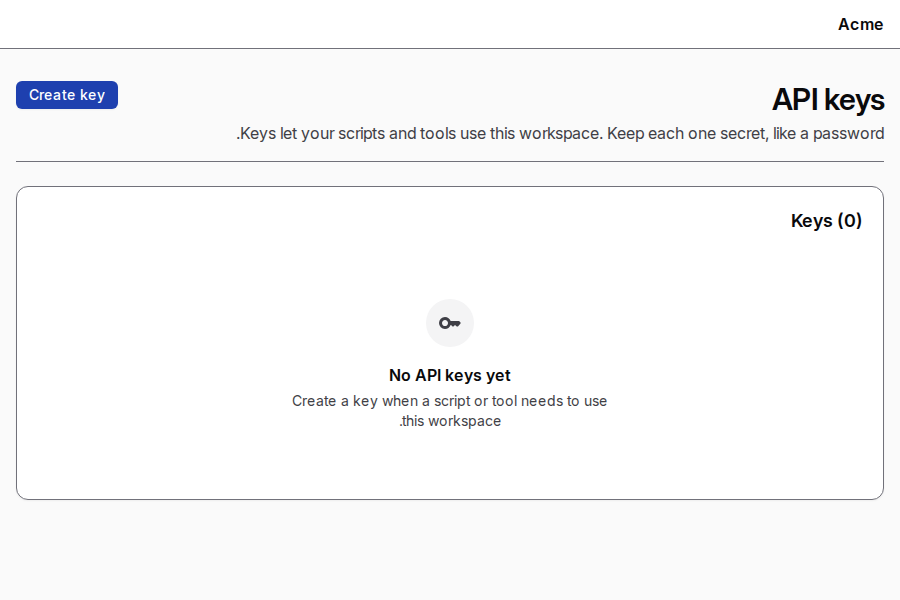 Acme
API keys
Create key
Keys let your scripts and tools use this workspace. Keep each one secret, like a password.
Keys (0)
No API keys yet
Create a key when a script or tool needs to use
this workspace.